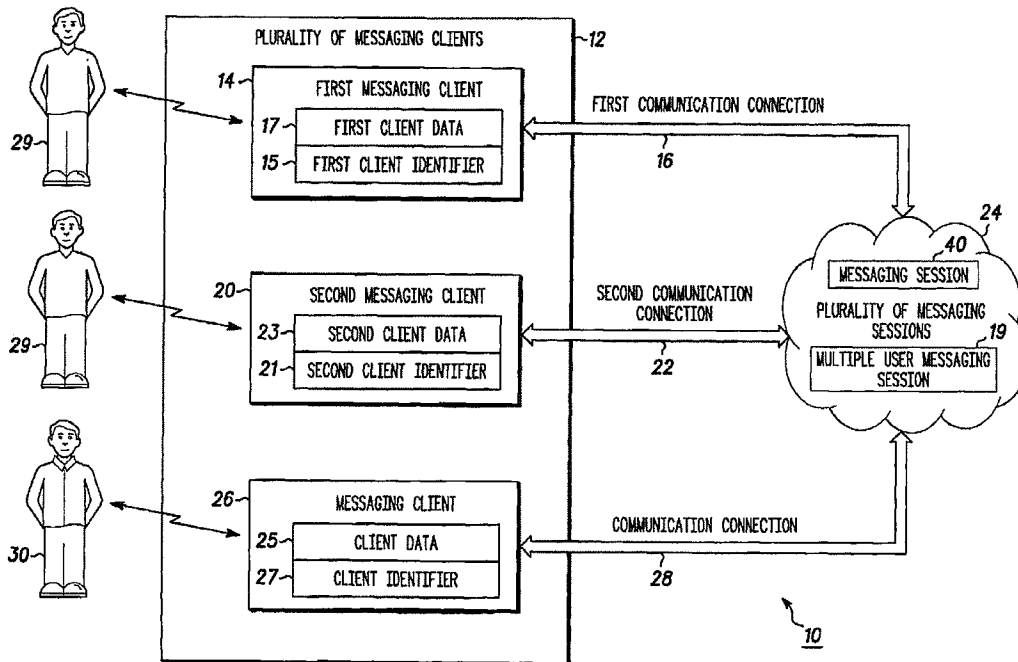 PLURALITY OF MESSAGING CLIENTS
12
14
FIRST MESSAGING CLIENT
17
FIRST CLIENT DATA
15
FIRST CLIENT IDENTIFIER
FIRST COMMUNICATION CONNECTION
16
29
24
40
MESSAGING SESSION
PLURALITY OF MESSAGING
SESSIONS
19
MULTIPLE USER MESSAGING
SESSION
20
SECOND MESSAGING CLIENT
23
SECOND CLIENT DATA
21
SECOND CLIENT IDENTIFIER
SECOND COMMUNICATION
CONNECTION
22
29
26
MESSAGING CLIENT
25
CLIENT DATA
27
CLIENT IDENTIFIER
COMMUNICATION CONNECTION
28
30
10